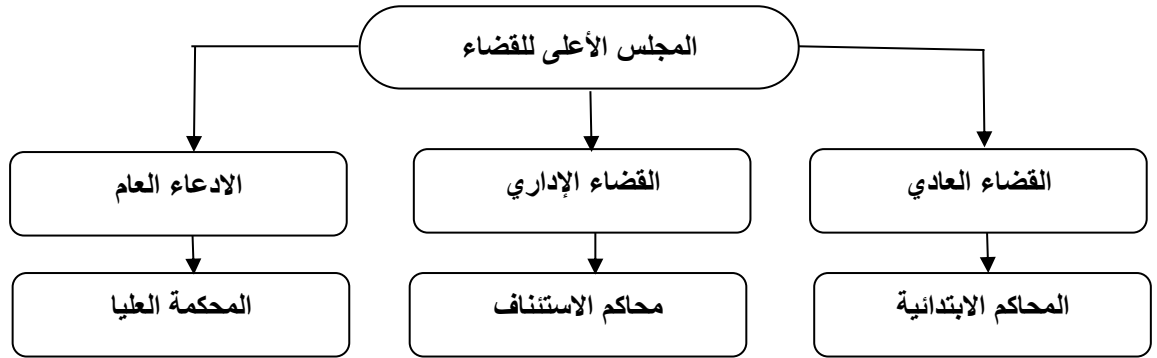 المجلس الأعلى للقضاء
القضاء العادي
القضاء الإداري
الادعاء العام
المحاكم الابتدائية
محاكم الاستئناف
المحكمة العليا